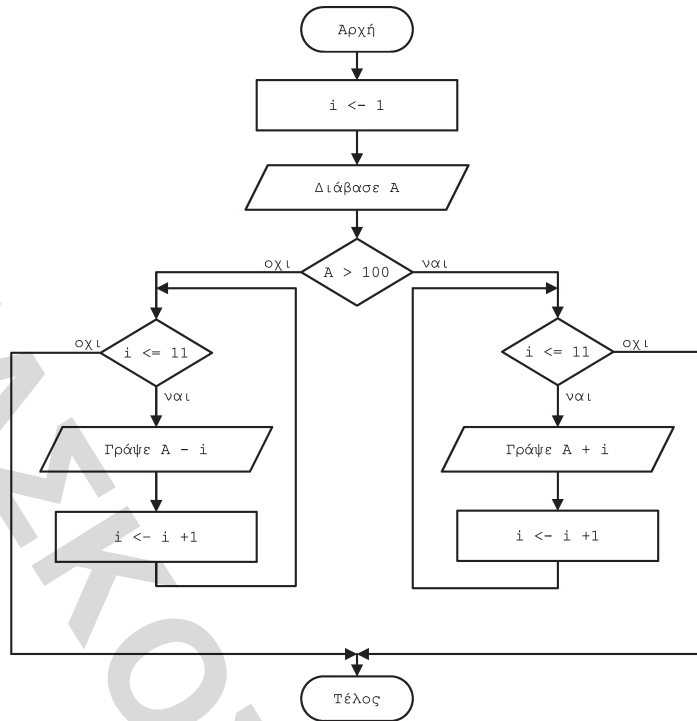 Αρχή
i <- 1
Διάβασε Α
οχι
Α > 100
ναι
οχι
i <= 11
ναι
Γράψε Α - i
i <- i +1
i <= 11
οχι
ναι
Γράψε Α + i
i <- i +1
Τέλος